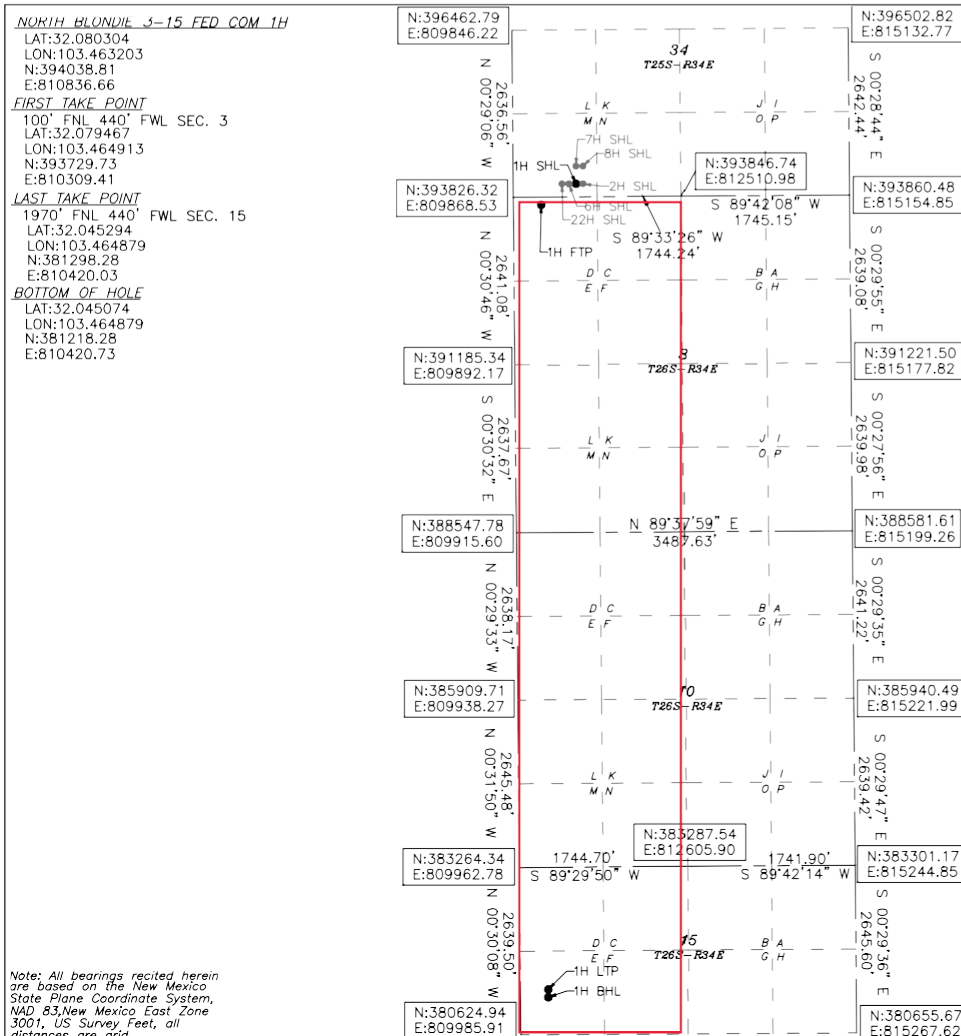 NORTH BLONDIE 3-15 FED COM 1H
LAT:32.080304
LON:103.463203
N:394038.81
E:810836.66
FIRST TAKE POINT
100' FNL 440' FWL SEC. 3
LAT:32.079467
LON:103.464913
N:393729.73
E:810309.41
LAST TAKE POINT
1970' FNL 440' FWL SEC. 15
LAT:32.045294
LON:103.464879
N:381298.28
E:810420.03
BOTTOM OF HOLE
LAT:32.045074
LON:103.464879
N:381218.28
E:810420.73
N:396462.79
E:809846.22
N:396502.82
E:815132.77
34
T25S-R34E
N 00°29'06" W
2636.56'
S 00°28'44" E
2642.44'
L K
M N
J I
O P
7H SHL
8H SHL
1H SHL
2H SHL
6H SHL
22H SHL
N:393846.74
E:812510.98
N:393826.32
E:809868.53
N:393860.48
E:815154.85
S 89°42'08" W
1745.15'
S 89°33'26" W
1744.24'
1H FTP
N 00°30'46" W
2641.08'
S 00°29'55" E
2639.08'
D C
E F
B A
G H
N:391185.34
E:809892.17
3
T26S-R34E
N:391221.50
E:815177.82
S 00°30'32" E
2637.67'
S 00°27'56" E
2639.98'
L K
M N
J I
O P
N:388547.78
E:809915.60
N 89°37'59" E
3487.63'
N:388581.61
E:815199.26
N 00°29'33" W
2638.17'
S 00°29'35" E
2641.22'
D C
E F
B A
G H
N:385909.71
E:809938.27
10
T26S-R34E
N:385940.49
E:815221.99
N 00°31'50" W
2645.48'
S 00°29'47" E
2639.42'
L K
M N
J I
O P
N:383287.54
E:812605.90
N:383264.34
E:809962.78
1744.70'
S 89°29'50" W
1741.90'
S 89°42'14" W
N:383301.17
E:815244.85
N 00°30'08" W
2639.50'
S 00°29'36" E
2645.60'
D C
E F
B A
G H
15
T26S-R34E
1H LTP
1H BHL
N:380624.94
E:809985.91
N:380655.67
E:815267.62
Note: All bearings recited herein
are based on the New Mexico
State Plane Coordinate System,
NAD 83,New Mexico East Zone
3001, US Survey Feet, all
distances are grid